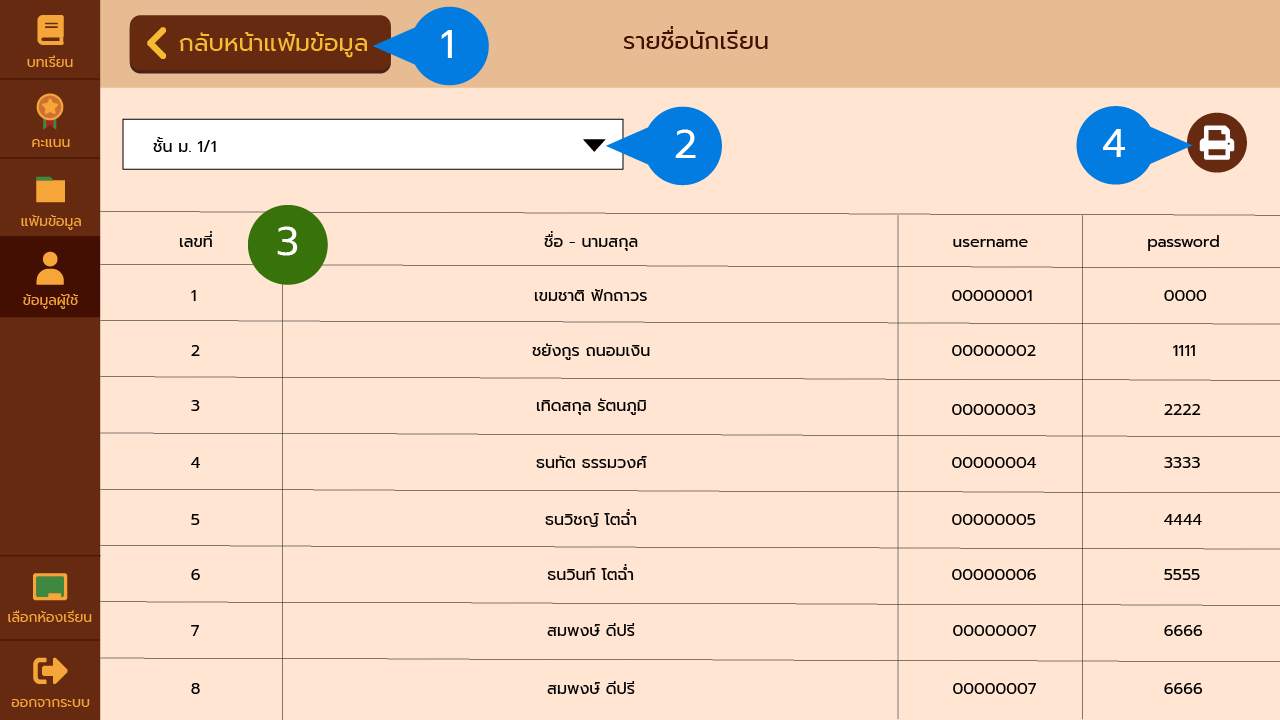 บทเรียน
คะแนน
แฟ้มข้อมูล
ข้อมูลผู้ใช้
เลือกห้องเรียน
ออกจากระบบ
กลับหน้าแฟ้มข้อมูล 1 รายชื่อนักเรียน
ชั้น ม. 1/1 2 4
เลขที่ 3 ชื่อ - นามสกุล username password
1 เขมชาติ ฟักถาวร 00000001 0000
2 ชยังกูร ถนอมเงิน 00000002 1111
3 เทิดสกุล รัตนภูมิ 00000003 2222
4 ธนทัต ธรรมวงศ์ 00000004 3333
5 ธนวิชญ์ โตฉ่ำ 00000005 4444
6 ธนวินท์ โตฉ่ำ 00000006 5555
7 สมพงษ์ ดีปรี 00000007 6666
8 สมพงษ์ ดีปรี 00000007 6666